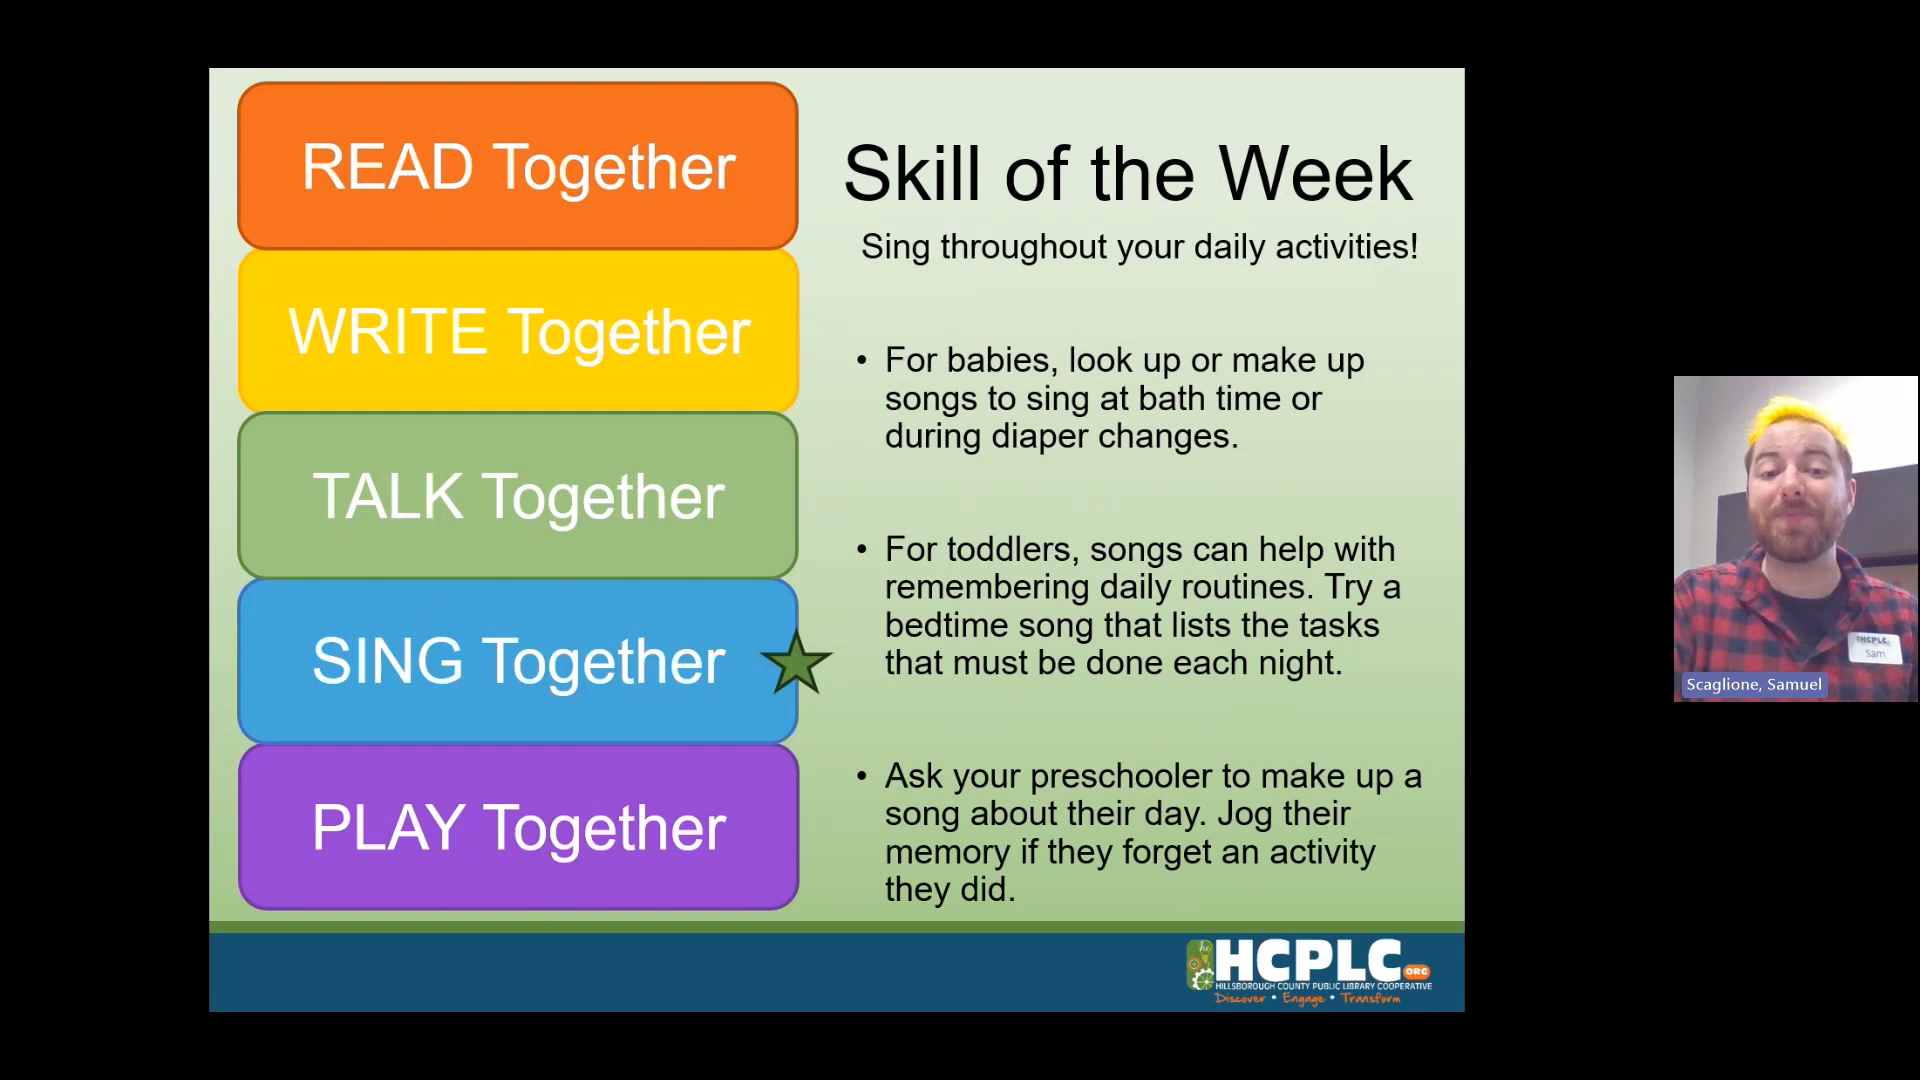 READ Together
WRITE Together
TALK Together
SING Together
PLAY Together
Skill of the Week
Sing throughout your daily activities!
• For babies, look up or make up
songs to sing at bath time or
during diaper changes.
• For toddlers, songs can help with
remembering daily routines. Try a
bedtime song that lists the tasks
that must be done each night.
• Ask your preschooler to make up a
song about their day. Jog their
memory if they forget an activity
they did.
hc
HCPLC ORG
HILLSBOROUGH COUNTY PUBLIC LIBRARY COOPERATIVE
Discover • Engage • Transform
HCPLC
Sam
Scaglione, Samuel